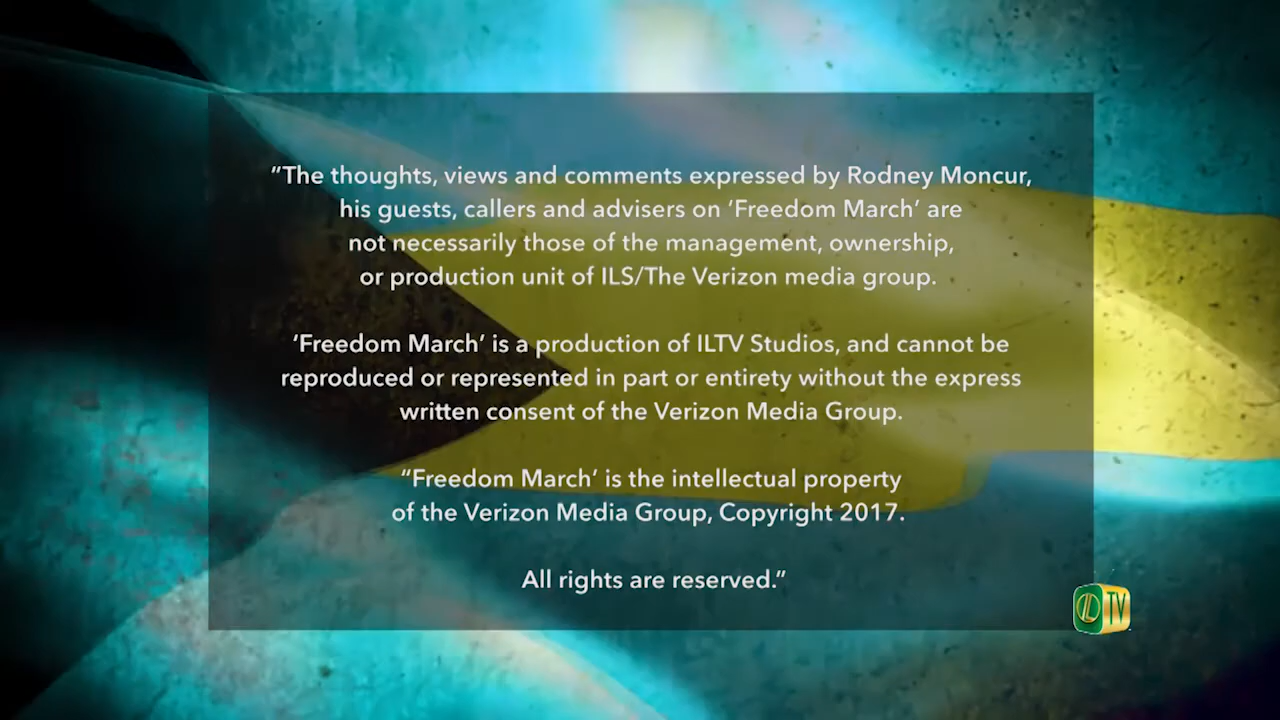 “The thoughts, views and comments expressed by Rodney Moncur,
his guests, callers and advisers on ‘Freedom March’ are
not necessarily those of the management, ownership,
or production unit of ILS/The Verizon media group.
‘Freedom March’ is a production of ILTV Studios, and cannot be
reproduced or represented in part or entirety without the express
written consent of the Verizon Media Group.
“Freedom March’ is the intellectual property
of the Verizon Media Group, Copyright 2017.
All rights are reserved.”
IL TV